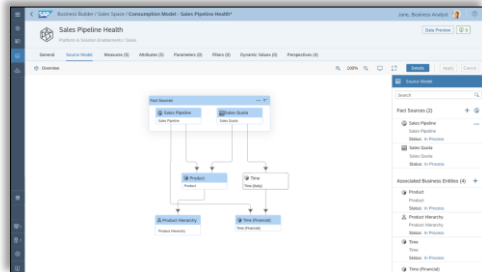 SAP
Business Builder / Sales Space / Consumption Model - Sales Pipeline Health*
Jane, Business Analyst
Sales Pipeline Health
Data Preview
General
Source Model
Measures (5)
Attributes (0)
Parameters (0)
Filters (0)
Dynamic Values (0)
Perspectives (0)
Overview
100%
Details
Apply
Cancel
Source Model
Search
Fact Sources (2)
Sales Pipeline
Sales Pipeline
Status: In Process
Sales Quota
Sales Quota
Status: In Process
Associated Business Entities (4)
Product
Product
Status: In Process
Product Hierarchy
Product Hierarchy
Status: In Process
Time
Time
Status: In Process
Time (Financial)
Fact Sources
Sales Pipeline
Sales Pipeline
Sales Quota
Sales Quota
Product
Product
Time
Time (Daily)
Product Hierarchy
Product Hierarchy
Time (Financial)
Time (Financial)